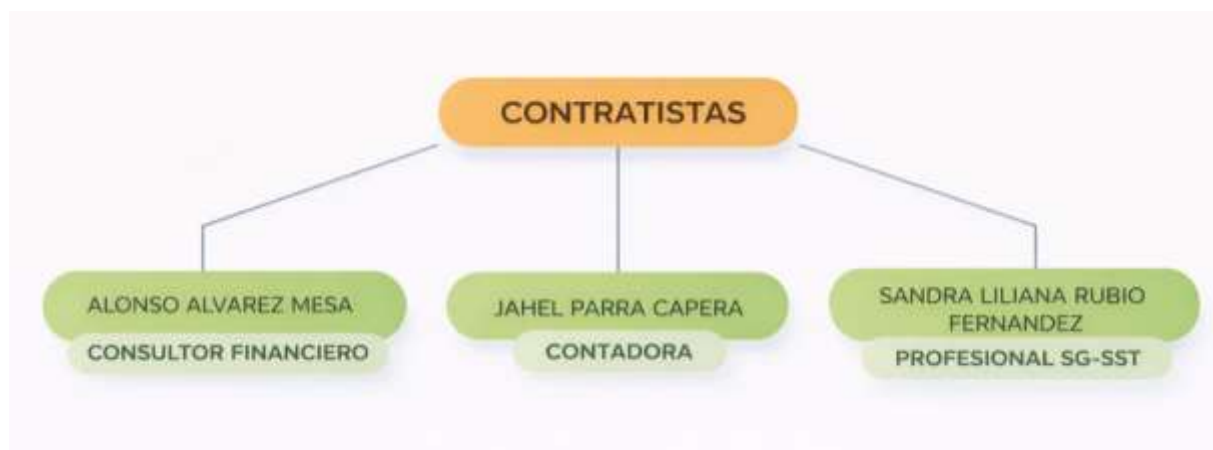 CONTRATISTAS
ALONSO ALVAREZ MESA
CONSULTOR FINANCIERO
JAHEL PARRA CAPERA
CONTADORA
SANDRA LILIANA RUBIO
FERNANDEZ
PROFESIONAL SG-SST